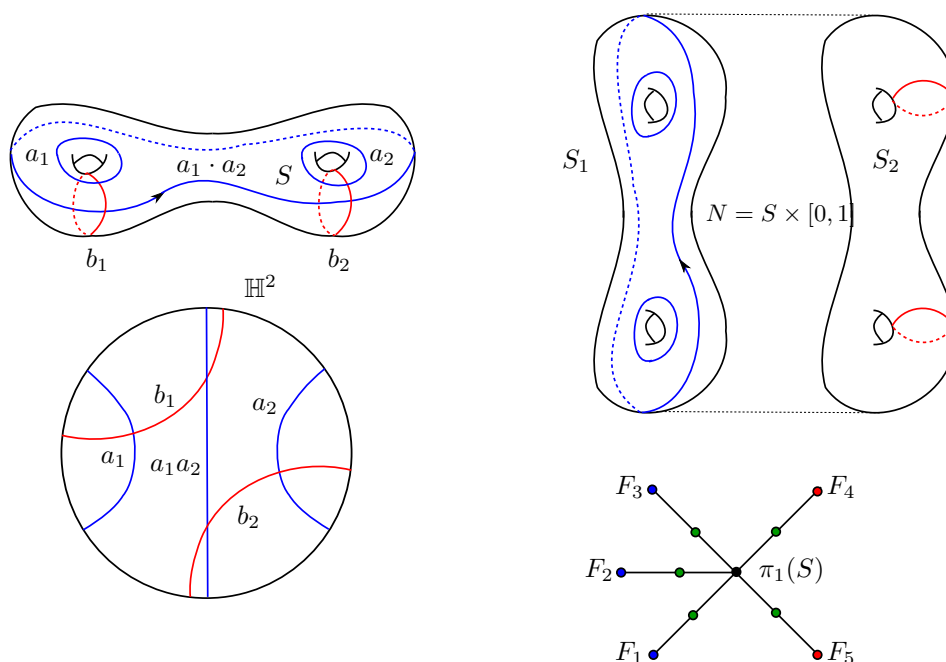 a₁
a₁ · a₂
S
a₂
b₁
b₂
ℍ²
b₁
a₂
a₁
a₁a₂
b₂
S₁
S₂
N = S × [0, 1]
F₃
F₄
F₂
π₁(S)
F₁
F₅